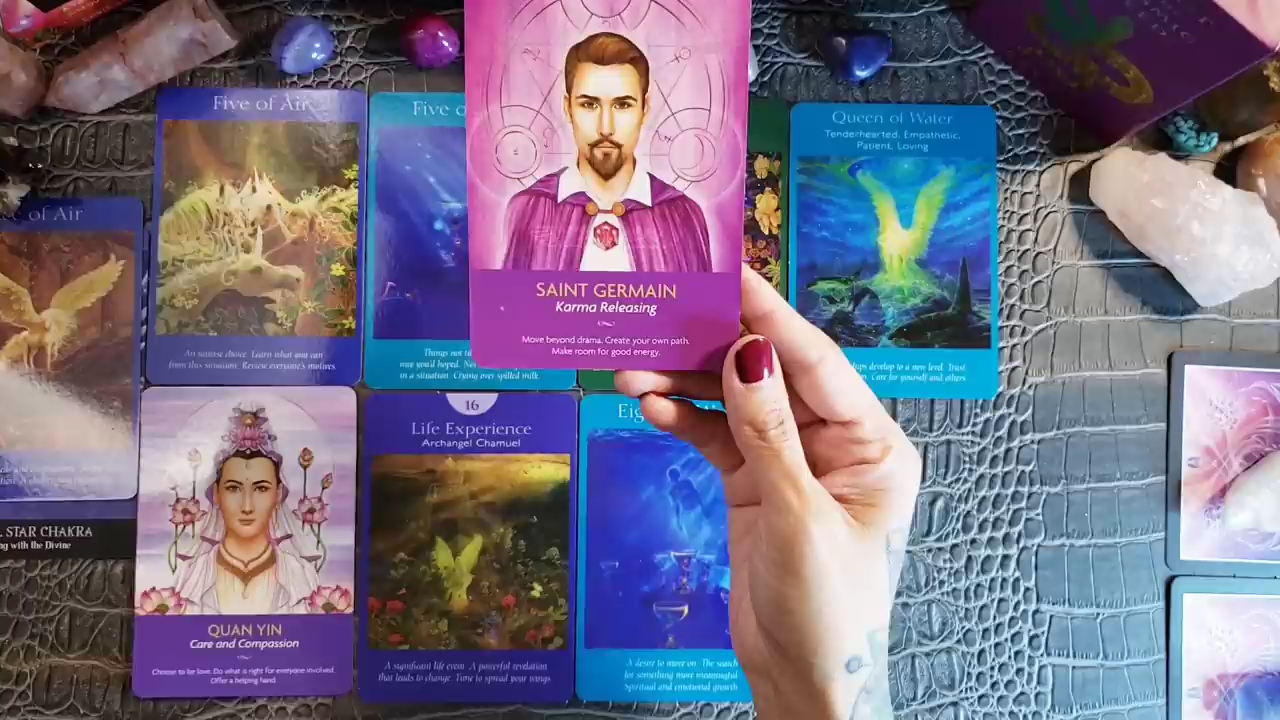 Five of Air
An unwise choice. Learn what you can
from this situation. Review everyone's motives.
Five o
Things not
may you'd hoped.
in a situation. Crying over spilled milk.
SAINT GERMAIN
Karma Releasing
Move beyond drama. Create your own path.
Make room for good energy.
Queen of Water
Tenderhearted, Empathetic,
Patient, Loving
develop to a new level. Trust
Care for yourself and others
of Air
STAR CHAKRA
with the Divine
QUAN YIN
Care and Compassion
Choose to be love. Do what is right for everyone involved.
Offer a helping hand.
16
Life Experience
Archangel Chamuel
A significant life event. A powerful revelation
that leads to change. Time to spread your wings
Eig
A desire to move on. The search
for something more meaningful
Spiritual and emotional growth